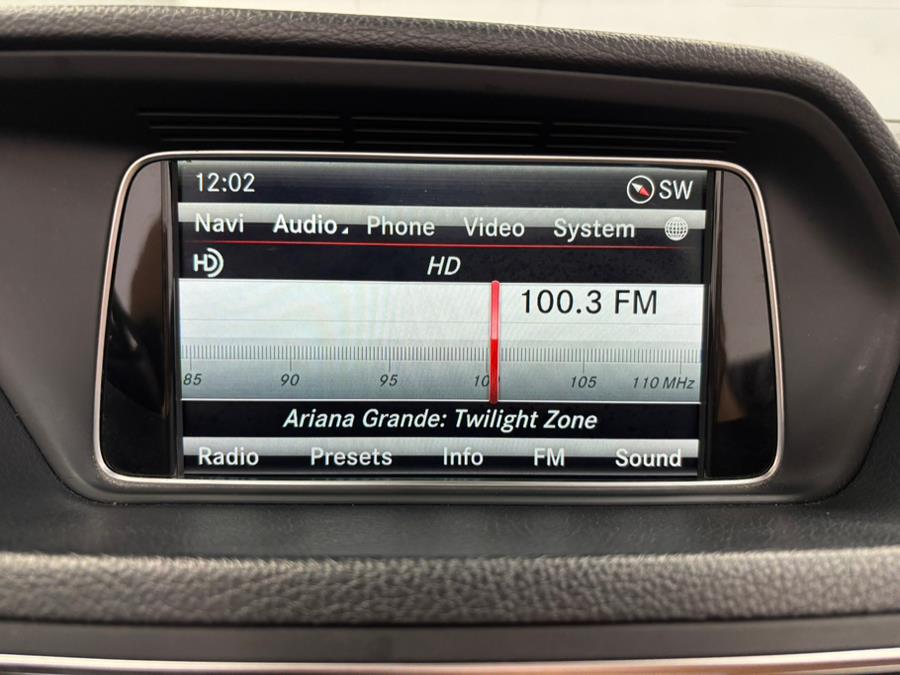 12:02 SW
Navi Audio Phone Video System
HD HD
100.3 FM
85 90 95 10 105 110 MHz
Ariana Grande: Twilight Zone
Radio Presets Info FM Sound